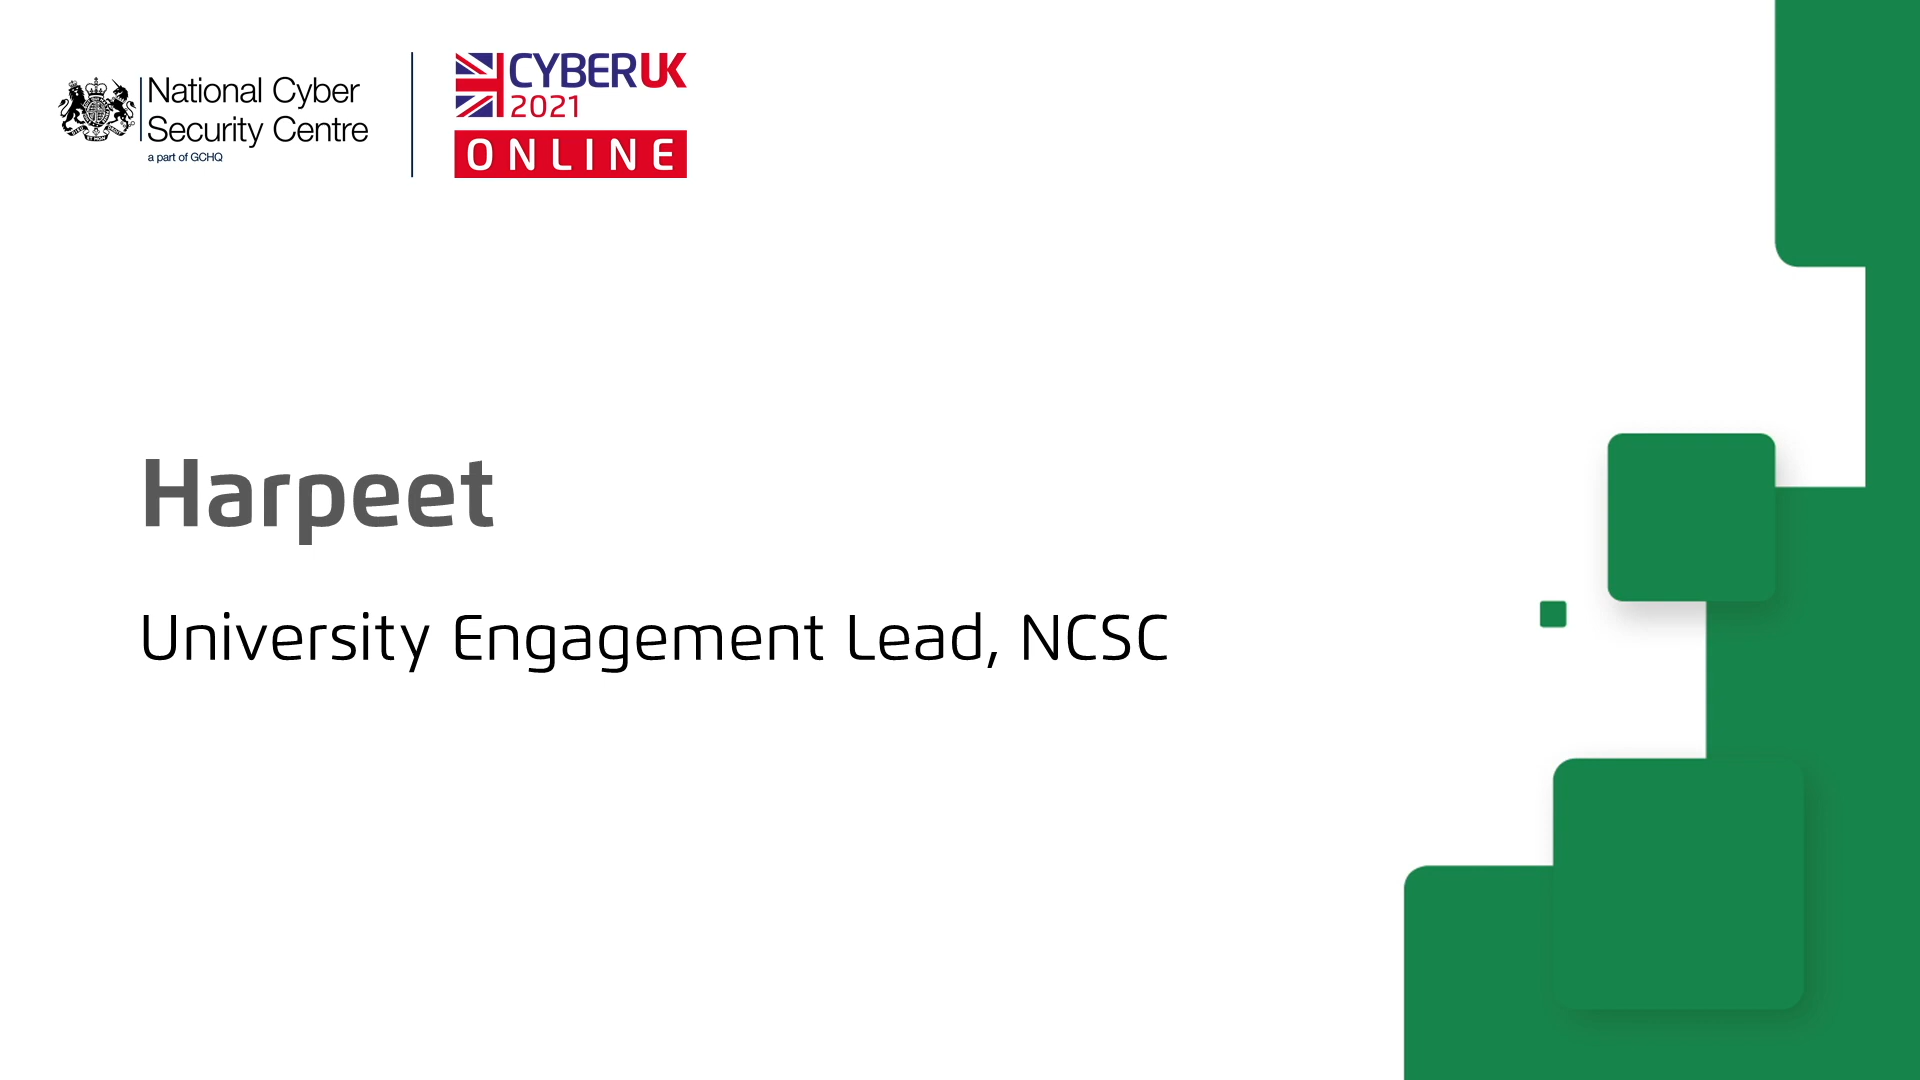 National Cyber
Security Centre
a part of GCHQ
CYBERUK
2021
ONLINE
Harpeet
University Engagement Lead, NCSC